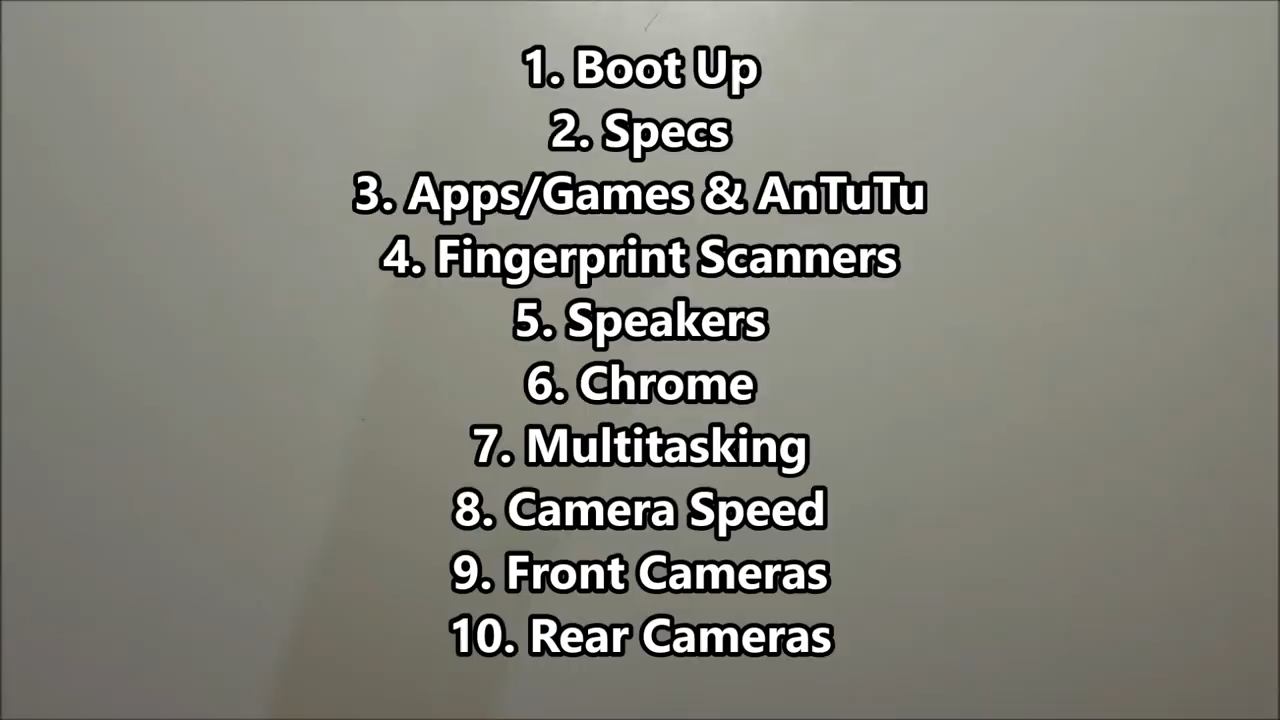 1. Boot Up
2. Specs
3. Apps/Games & AnTuTu
4. Fingerprint Scanners
5. Speakers
6. Chrome
7. Multitasking
8. Camera Speed
9. Front Cameras
10. Rear Cameras